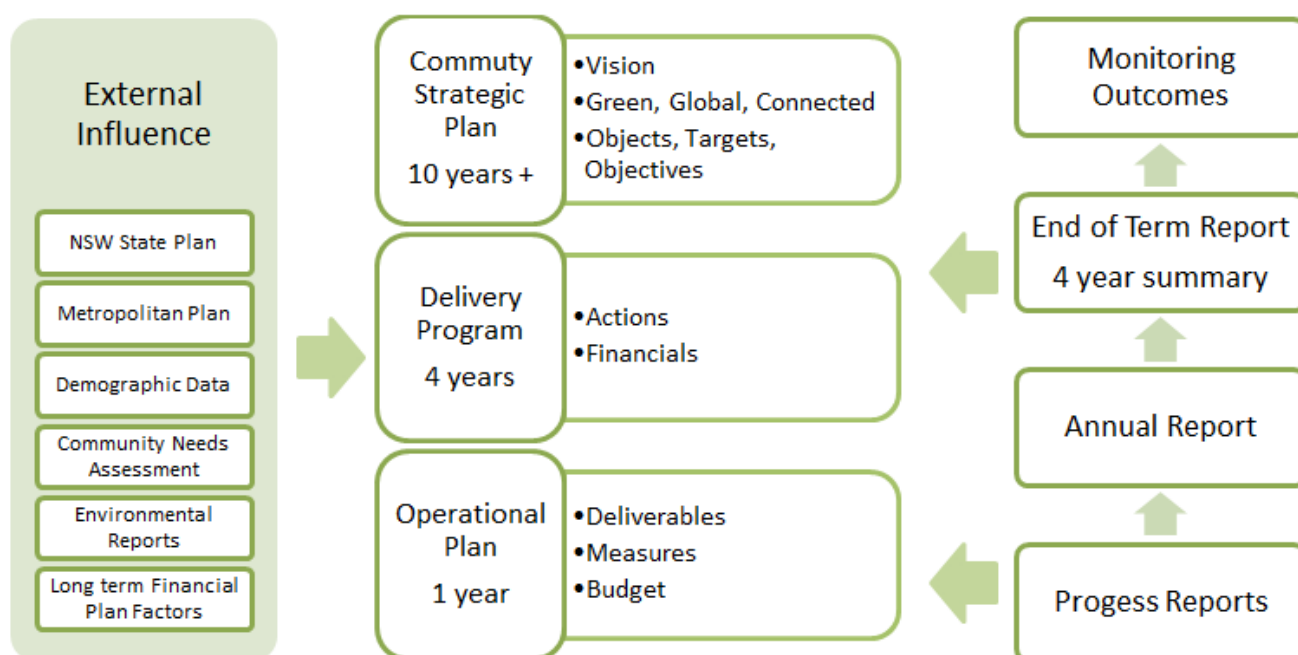 External
Influence
NSW State Plan
Metropolitan Plan
Demographic Data
Community Needs
Assessment
Environmental
Reports
Long term Financial
Plan Factors
Commuty
Strategic
Plan
10 years +
•Vision
•Green, Global, Connected
•Objects, Targets,
Objectives
Delivery
Program
4 years
•Actions
•Financials
Operational
Plan
1 year
•Deliverables
•Measures
•Budget
Monitoring
Outcomes
End of Term Report
4 year summary
Annual Report
Progess Reports